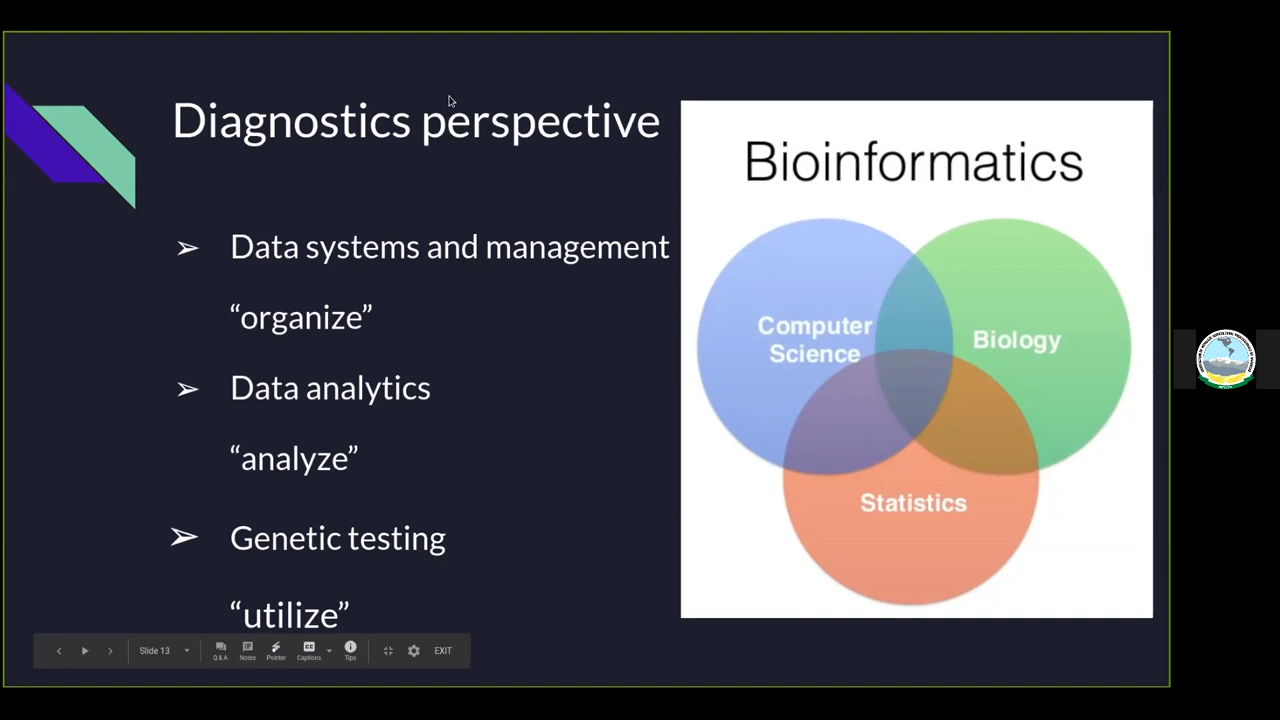 Diagnostics perspective
➢ Data systems and management
“organize”
➢ Data analytics
“analyze”
➢ Genetic testing
“utilize”
Bioinformatics
Computer
Science
Biology
Statistics
Slide 13
Q & A
Notes
Pointer
Captions
Tips
EXIT